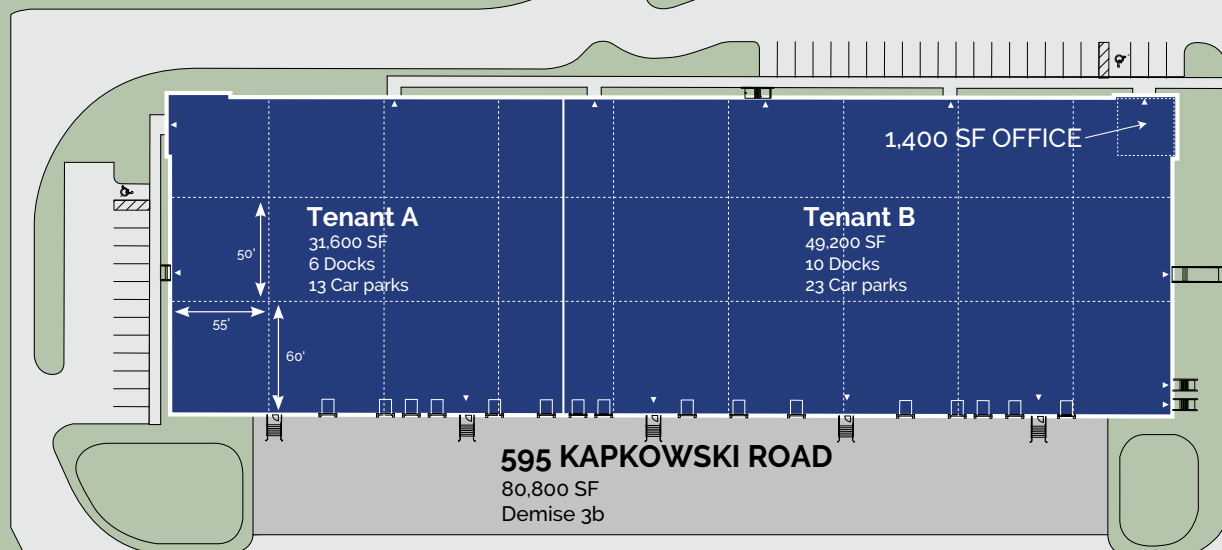 1,400 SF OFFICE
Tenant A
31,600 SF
6 Docks
13 Car parks
Tenant B
49,200 SF
10 Docks
23 Car parks
50'
55'
60'
595 KAPKOWSKI ROAD
80,800 SF
Demise 3b